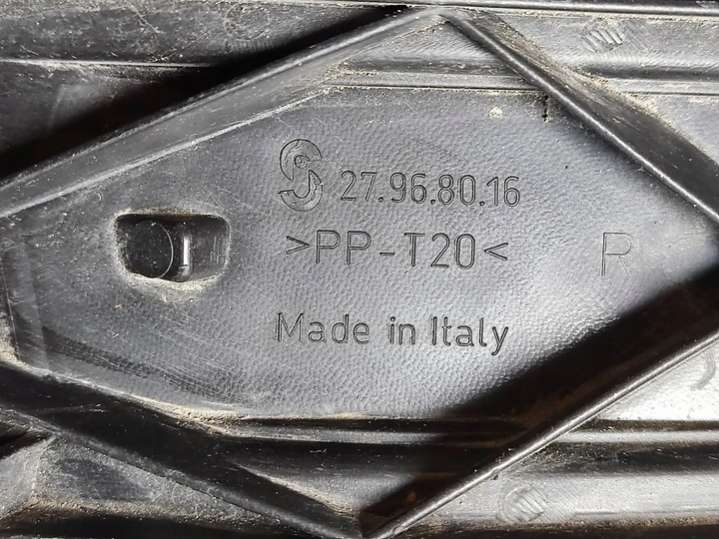 S 27.96.80.16
>PP-T20< R
Made in Italy